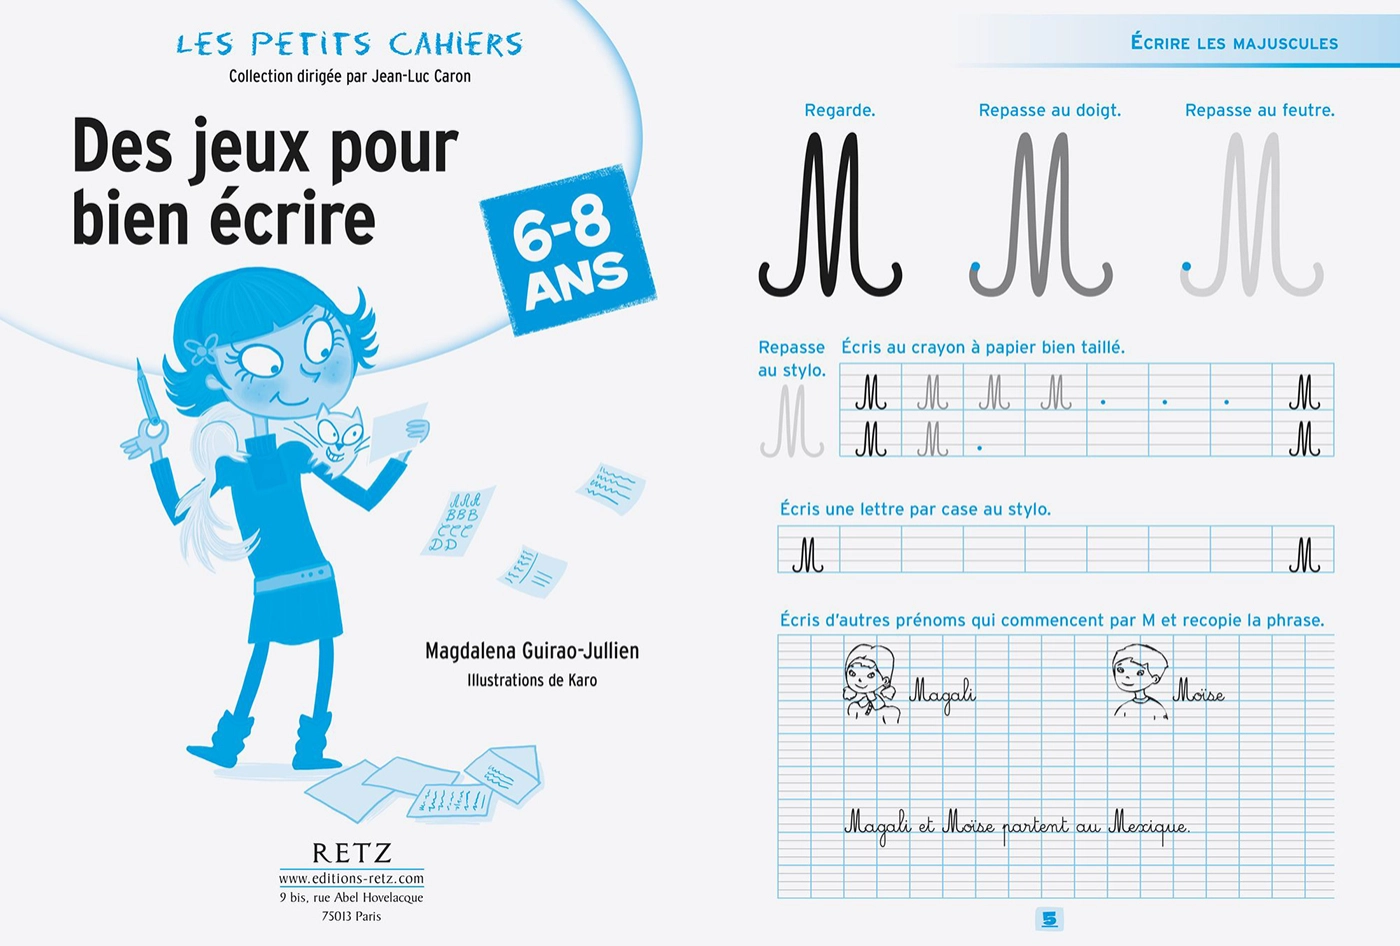 LES PETITS CAHIERS
Collection dirigée par Jean-Luc Caron
Des jeux pour
bien écrire
6-8
ANS
A A A
B B B
C C C
D D
Magdalena Guirao-Jullien
Illustrations de Karo
RETZ
www.editions-retz.com
9 bis, rue Abel Hovelacque
75013 Paris
ÉCRIRE LES MAJUSCULES
Regarde. Repasse au doigt. Repasse au feutre.
M M M
Repasse
au stylo.
M
Écris au crayon à papier bien taillé.
M M M M M
M M M
Écris une lettre par case au stylo.
M M
Écris d'autres prénoms qui commencent par M et recopie la phrase.
Magali Moïse
Magali et Moïse partent au Mexique.
5